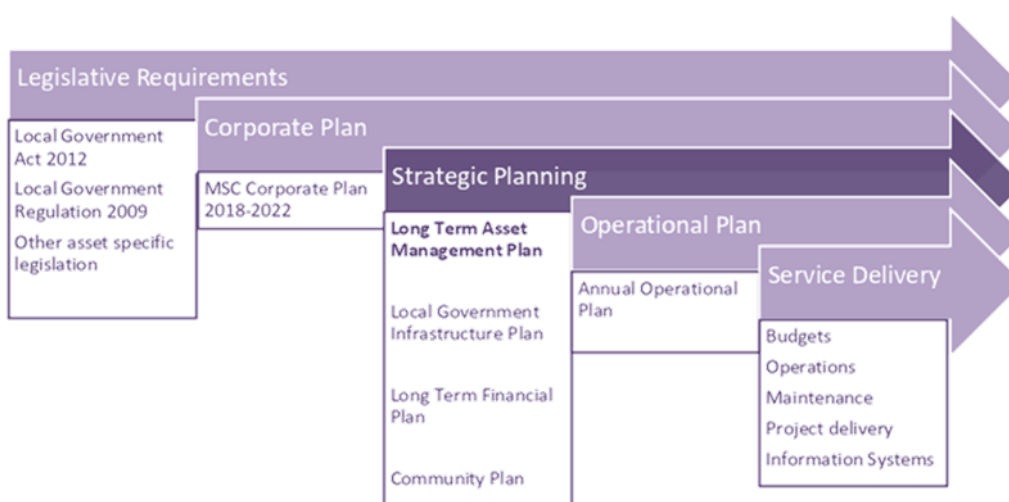 Legislative Requirements
Local Government
Act 2012
Local Government
Regulation 2009
Other asset specific
legislation
Corporate Plan
MSC Corporate Plan
2018-2022
Strategic Planning
Long Term Asset
Management Plan
Local Government
Infrastructure Plan
Long Term Financial
Plan
Community Plan
Operational Plan
Annual Operational
Plan
Service Delivery
Budgets
Operations
Maintenance
Project delivery
Information Systems